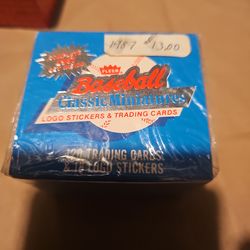 1987 $13.00
FLEER
Baseball
Classic Miniatures
LOGO STICKERS & TRADING CARDS
120 TRADING CARDS
& 18 LOGO STICKERS